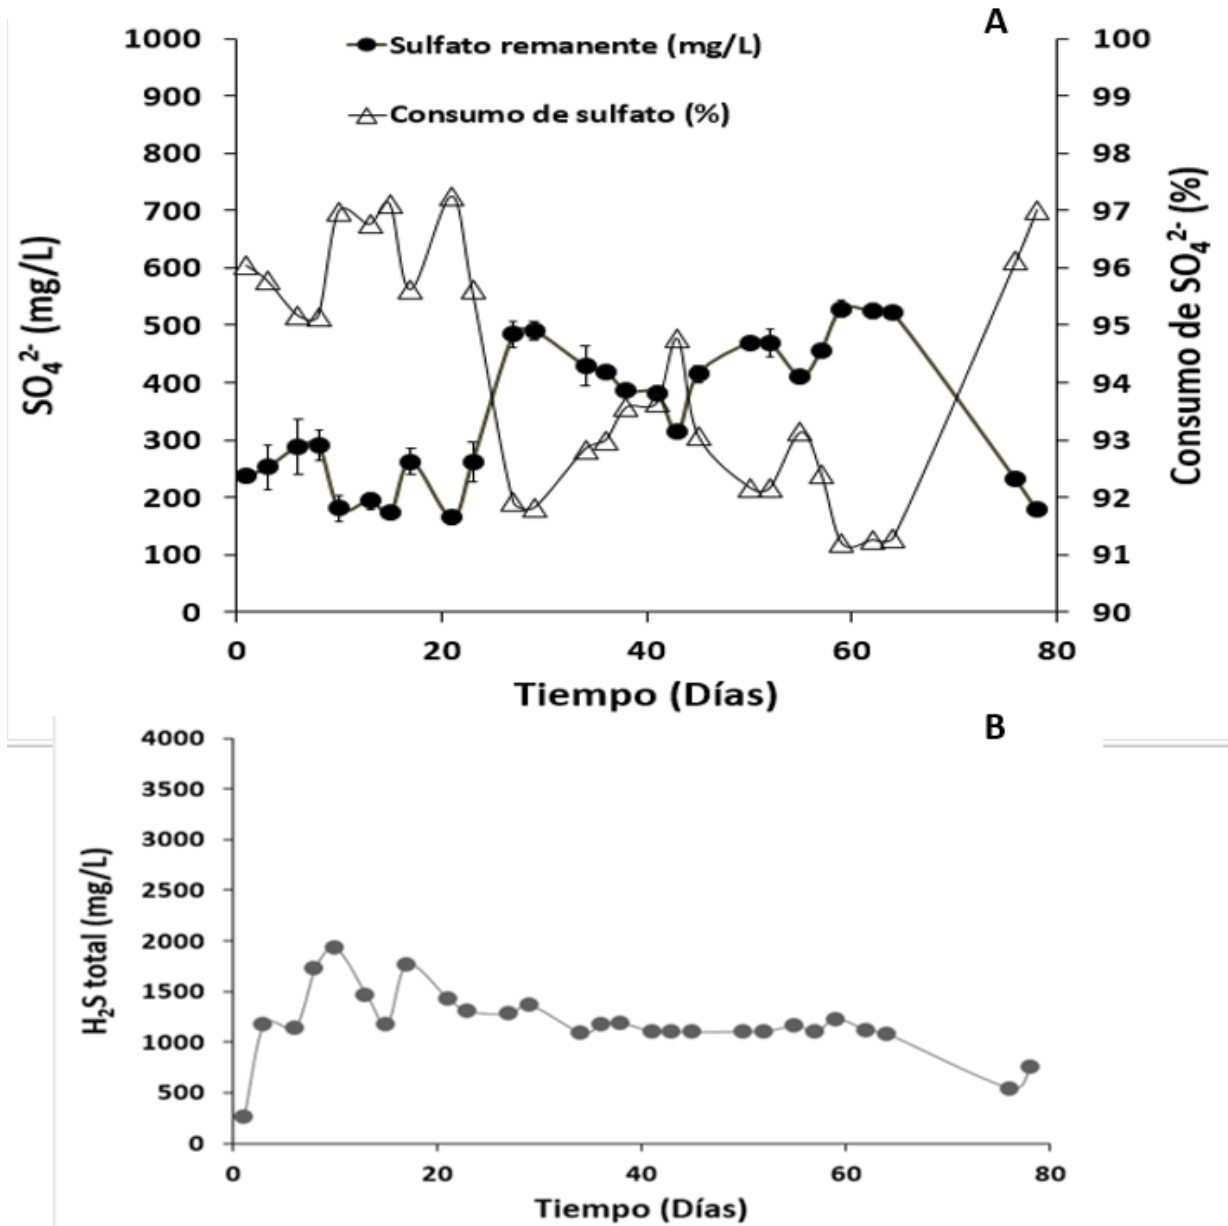 A
Sulfato remanente (mg/L)
Consumo de sulfato (%)
1000
900
800
700
600
500
400
300
200
100
0
SO₄²⁻ (mg/L)
100
99
98
97
96
95
94
93
92
91
90
Consumo de SO₄²⁻ (%)
0 20 40 60 80
Tiempo (Días)
B
4000
3500
3000
2500
2000
1500
1000
500
0
H₂S total (mg/L)
0 20 40 60 80
Tiempo (Días)